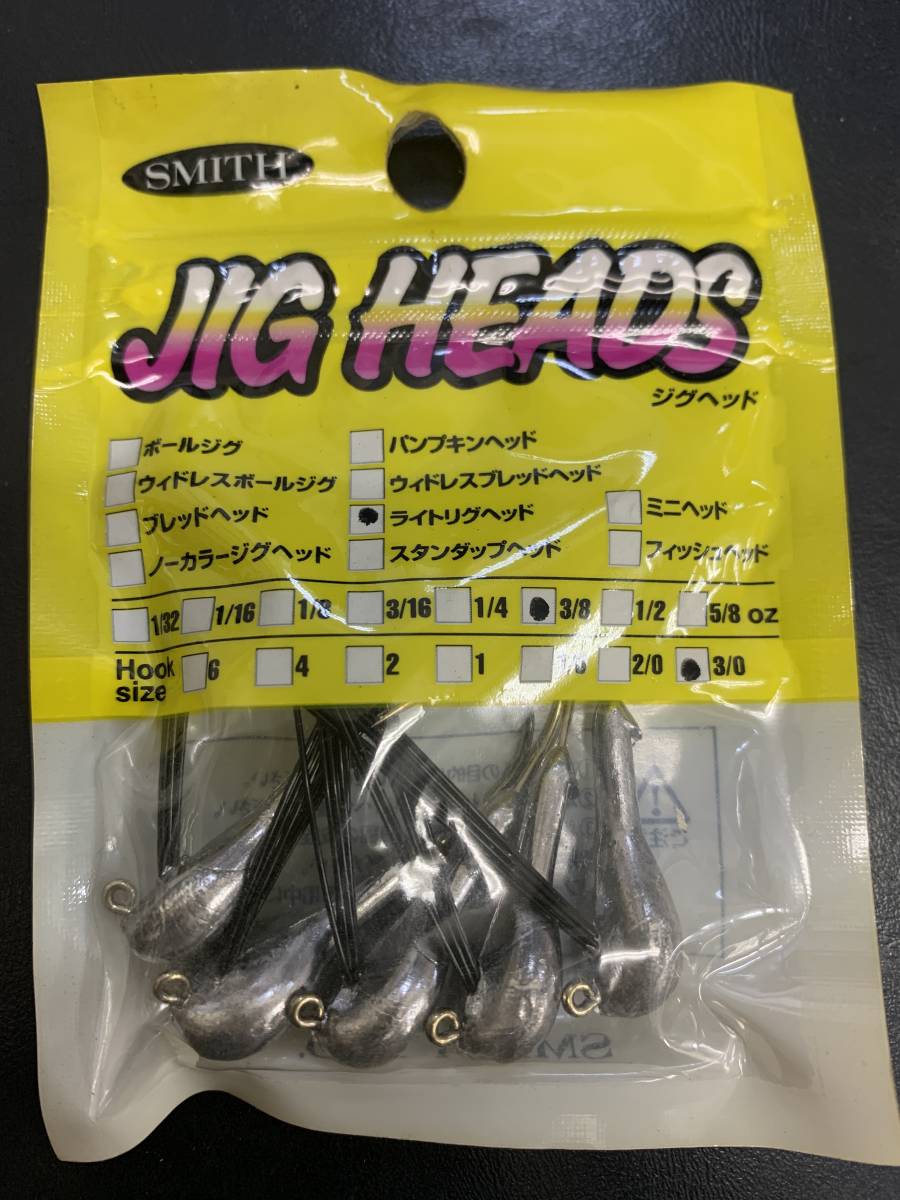 SMITH
JIG HEADS
ジグヘッド
ボールジグ パンプキンヘッド
ウィドレスボールジグ ウィドレスブレッドヘッド
ブレッドヘッド ライトリグヘッド ミニヘッド
ノーカラージグヘッド スタンダップヘッド フィッシュヘッド
1/32 1/16 1/8 3/16 1/4 3/8 1/2 5/8 oz
Hook size 6 4 2 1 1/0 2/0 3/0